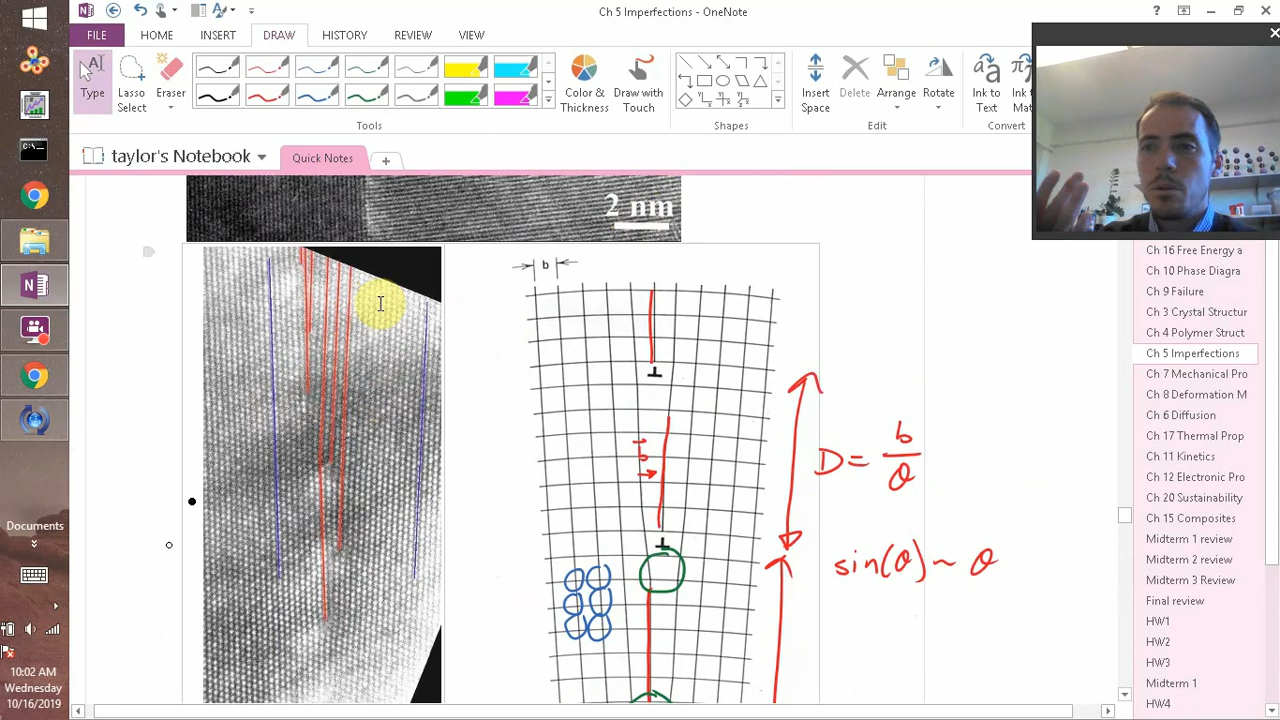 Ch 5 Imperfections - OneNote
FILE
HOME
INSERT
DRAW
HISTORY
REVIEW
VIEW
Type
Lasso
Select
Eraser
Color &
Thickness
Draw with
Touch
Insert
Space
Delete
Arrange
Rotate
Ink to
Text
Ink to
Mat
Tools
Shapes
Edit
Convert
taylor's Notebook
Quick Notes
2 nm
b
b
D = b/θ
sin(θ) ~ θ
Ch 16 Free Energy a
Ch 10 Phase Diagra
Ch 9 Failure
Ch 3 Crystal Structur
Ch 4 Polymer Struct
Ch 5 Imperfections
Ch 7 Mechanical Pro
Ch 8 Deformation M
Ch 6 Diffusion
Ch 17 Thermal Prop
Ch 11 Kinetics
Ch 12 Electronic Pro
Ch 20 Sustainability
Ch 15 Composites
Midterm 1 review
Midterm 2 review
Midterm 3 Review
Final review
HW1
HW2
HW3
Midterm 1
HW4
Documents
10:02 AM
Wednesday
10/16/2019